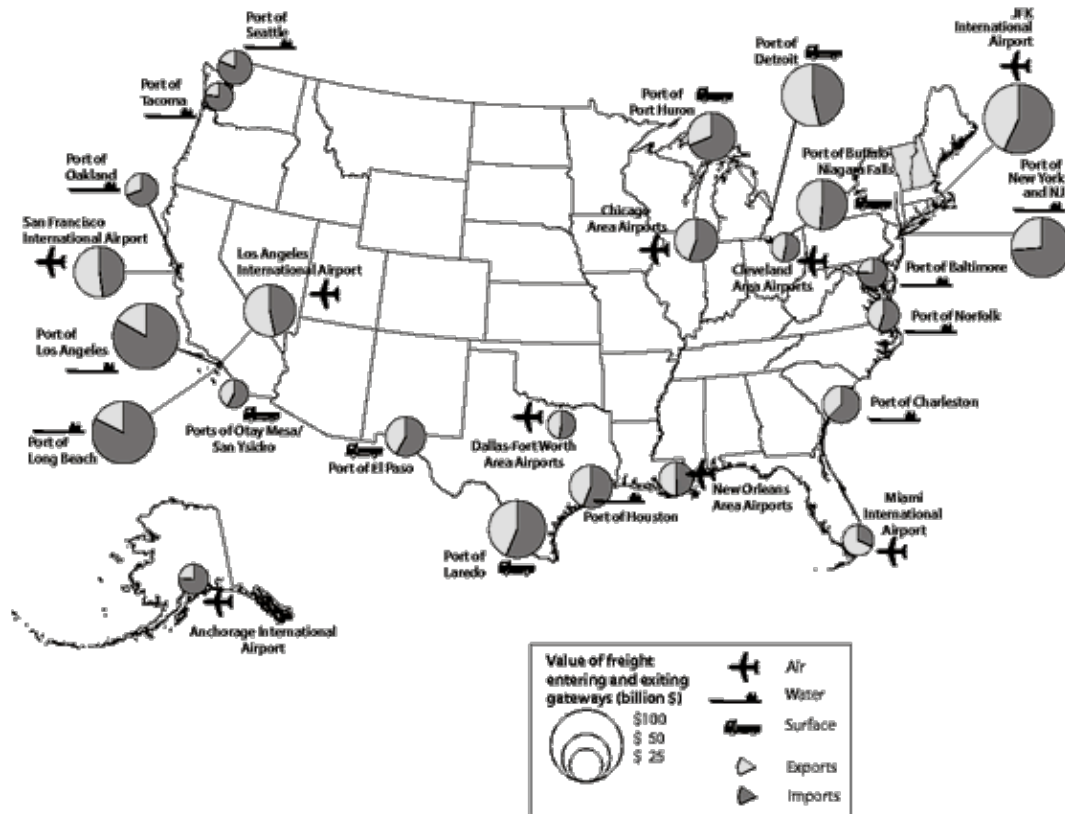 Port of
Seattle
Port of
Tacoma
Port of
Oakland
San Francisco
International Airport
Los Angeles
International Airport
Port of
Los Angeles
Port of
Long Beach
Ports of Otay Mesa/
San Ysidro
Port of El Paso
Dallas-Fort Worth
Area Airports
Port of
Laredo
Port of Houston
New Orleans
Area Airports
Miami
International
Airport
Port of Charleston
Port of Norfolk
Port of Baltimore
Cleveland
Area Airports
Chicago
Area Airports
Port of
Port Huron
Port of
Detroit
Port of Buffalo-
Niagara Falls
JFK
International
Airport
Port of
New York
and NJ
Anchorage International
Airport
Value of freight
entering and exiting
gateways (billion $)
$100
$ 50
$ 25
Air
Water
Surface
Exports
Imports